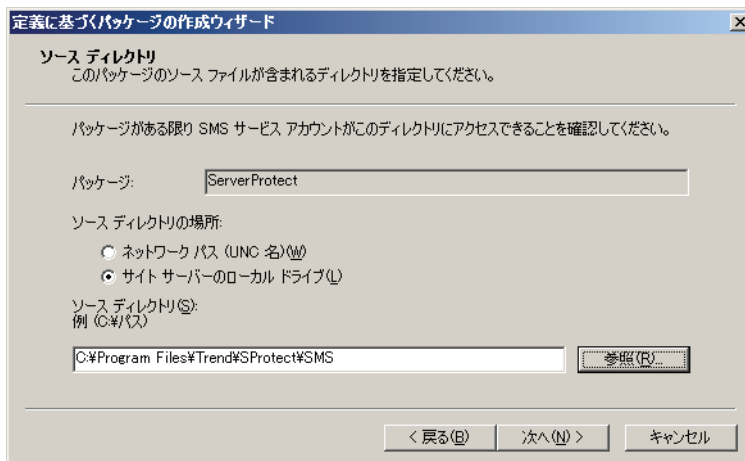 定義に基づくパッケージの作成ウィザード
ソース ディレクトリ
このパッケージのソース ファイルが含まれるディレクトリを指定してください。
パッケージがある限り SMS サービス アカウントがこのディレクトリにアクセスできることを確認してください。
パッケージ: ServerProtect
ソース ディレクトリの場所:
ネットワーク パス (UNC 名)(W)
サイト サーバーのローカル ドライブ(L)
ソース ディレクトリ(S):
例 (C:¥パス)
C:¥Program Files¥Trend¥SProtect¥SMS 参照(R)...
< 戻る(B) 次へ(N) > キャンセル